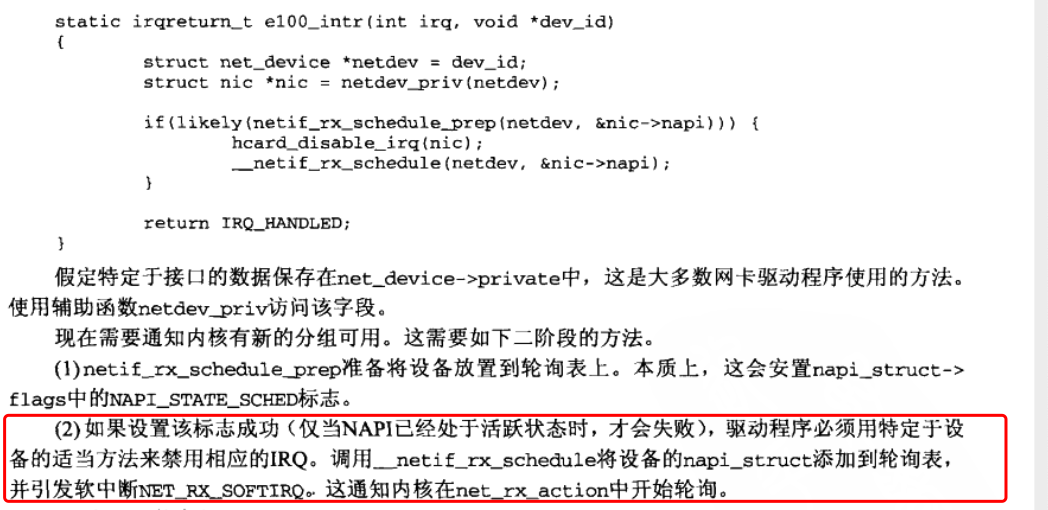 static irqreturn_t e100_intr(int irq, void *dev_id)
{
struct net_device *netdev = dev_id;
struct nic *nic = netdev_priv(netdev);
if(likely(netif_rx_schedule_prep(netdev, &nic->napi))) {
hcard_disable_irq(nic);
__netif_rx_schedule(netdev, &nic->napi);
}
return IRQ_HANDLED;
}
假定特定于接口的数据保存在net_device->private中，这是大多数网卡驱动程序使用的方法。
使用辅助函数netdev_priv访问该字段。
现在需要通知内核有新的分组可用。这需要如下二阶段的方法。
(1)netif_rx_schedule_prep准备将设备放置到轮询表上。本质上，这会安置napi_struct->
flags中的NAPI_STATE_SCHED标志。
(2)如果设置该标志成功（仅当NAPI已经处于活跃状态时，才会失败），驱动程序必须用特定于设
备的适当方法来禁用相应的IRQ。调用__netif_rx_schedule将设备的napi_struct添加到轮询表，
并引发软中断NET_RX_SOFTIRQ。这通知内核在net_rx_action中开始轮询。